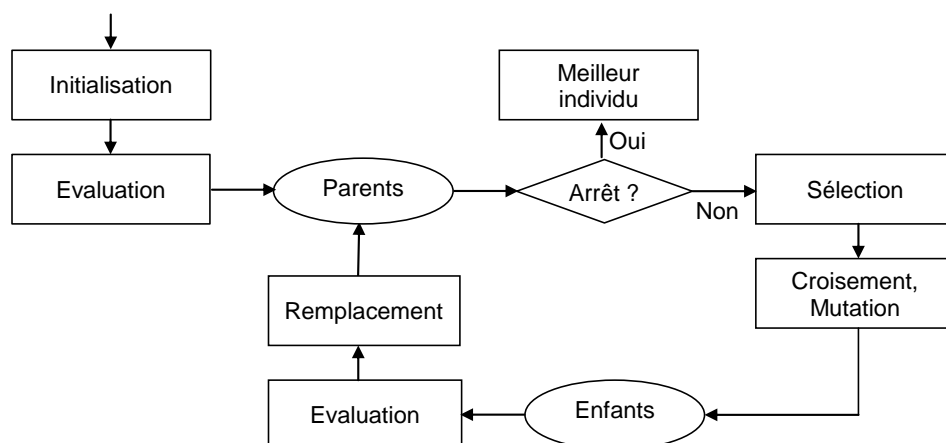 Initialisation
Meilleur
individu
Oui
Evaluation
Parents
Arrêt ?
Non
Sélection
Croisement,
Mutation
Remplacement
Evaluation
Enfants